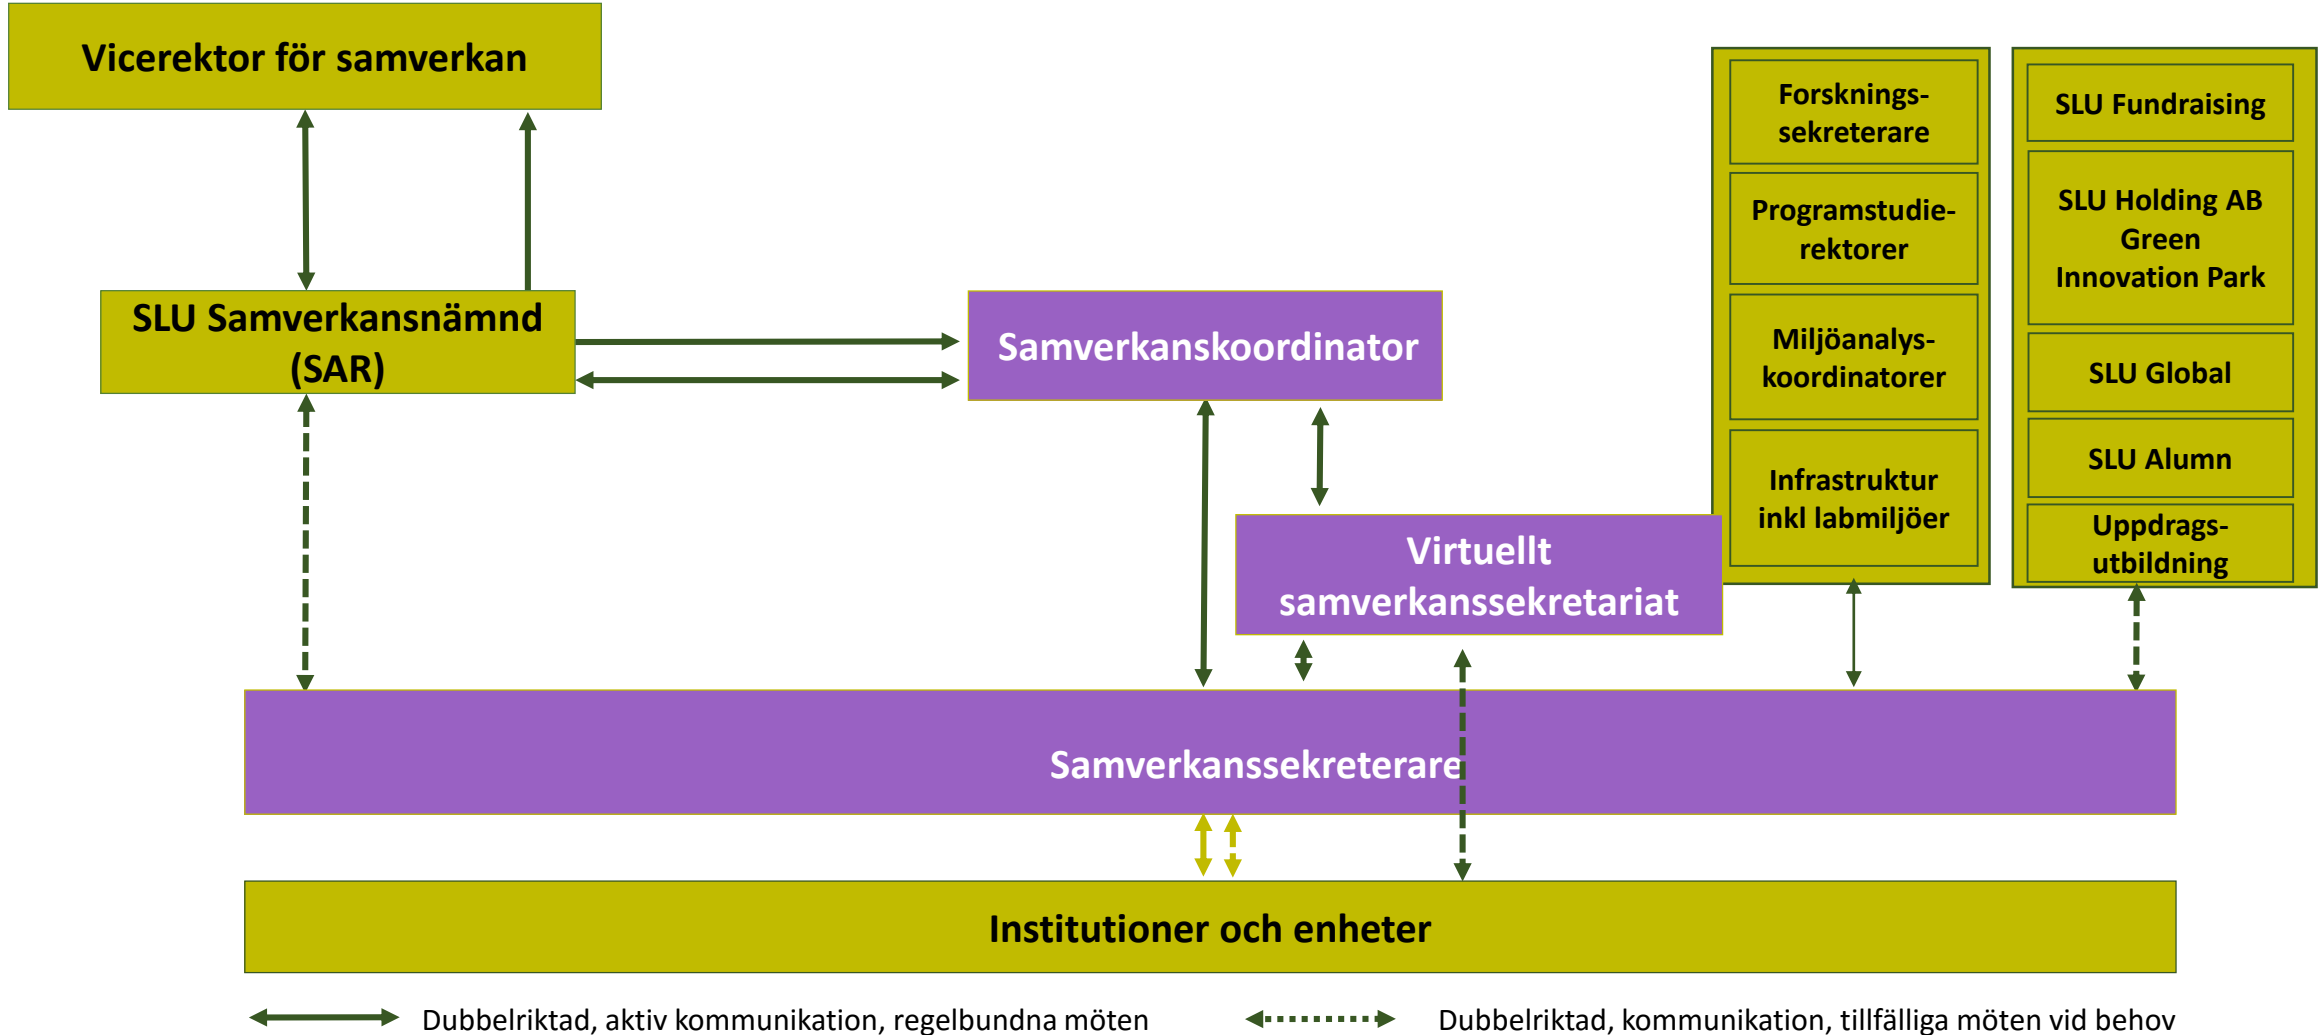 Vicerektor för samverkan
SLU Samverkansnämnd
(SAR)
Samverkanskoordinator
Virtuellt
samverkanssekretariat
Forsknings-
sekreterare
Programstudie-
rektorer
Miljöanalys-
koordinatorer
Infrastruktur
inkl labmiljöer
SLU Fundraising
SLU Holding AB
Green
Innovation Park
SLU Global
SLU Alumn
Uppdrags-
utbildning
Samverkanssekreterare
Institutioner och enheter
Dubbelriktad, aktiv kommunikation, regelbundna möten
Dubbelriktad, kommunikation, tillfälliga möten vid behov